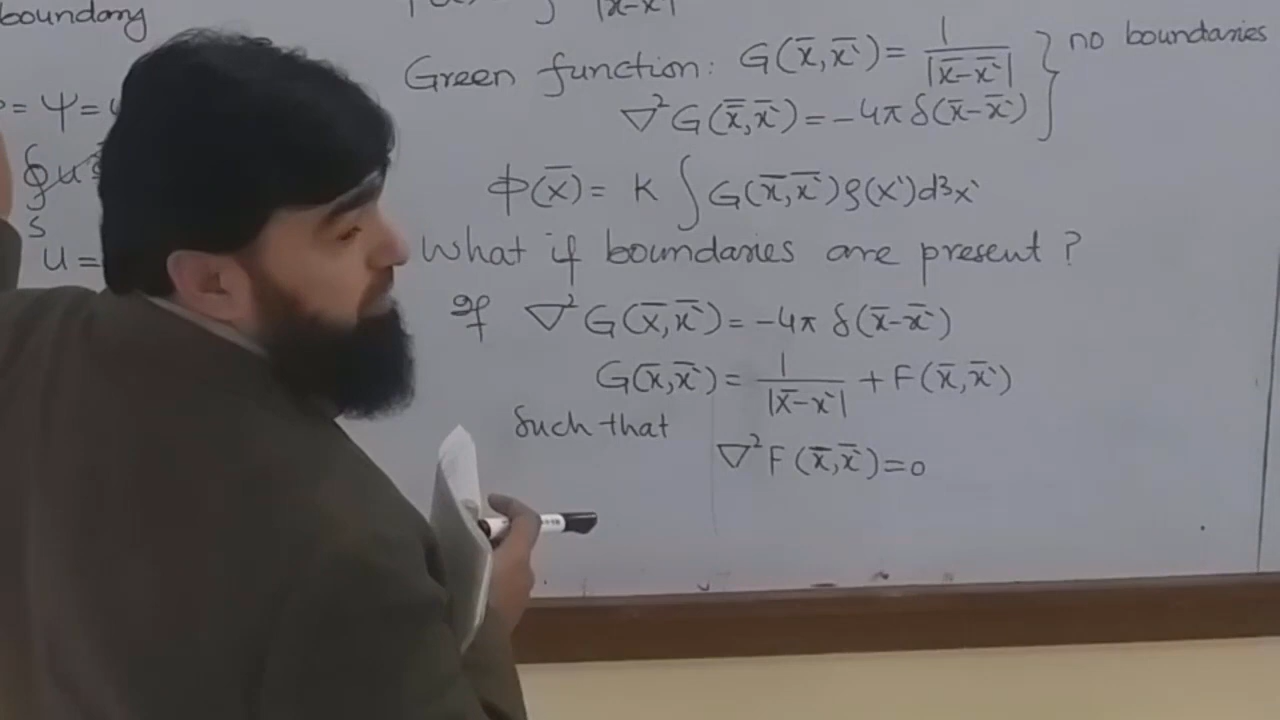 boundary
= ψ =
∮ u
S
u =
|x-x'|
Green function: G(x̄,x̄') = 1/|x̄-x̄'| } no boundaries
∇²G(x̄,x̄') = -4π δ(x̄-x̄')
ϕ(x̄) = K ∫ G(x̄,x̄')ρ(x')d³x'
What if boundaries are present ?
If ∇²G(x̄,x̄') = -4π δ(x̄-x̄')
G(x̄,x̄') = 1/|x̄-x'| + F(x̄,x̄')
Such that
∇²F(x̄,x̄')=0